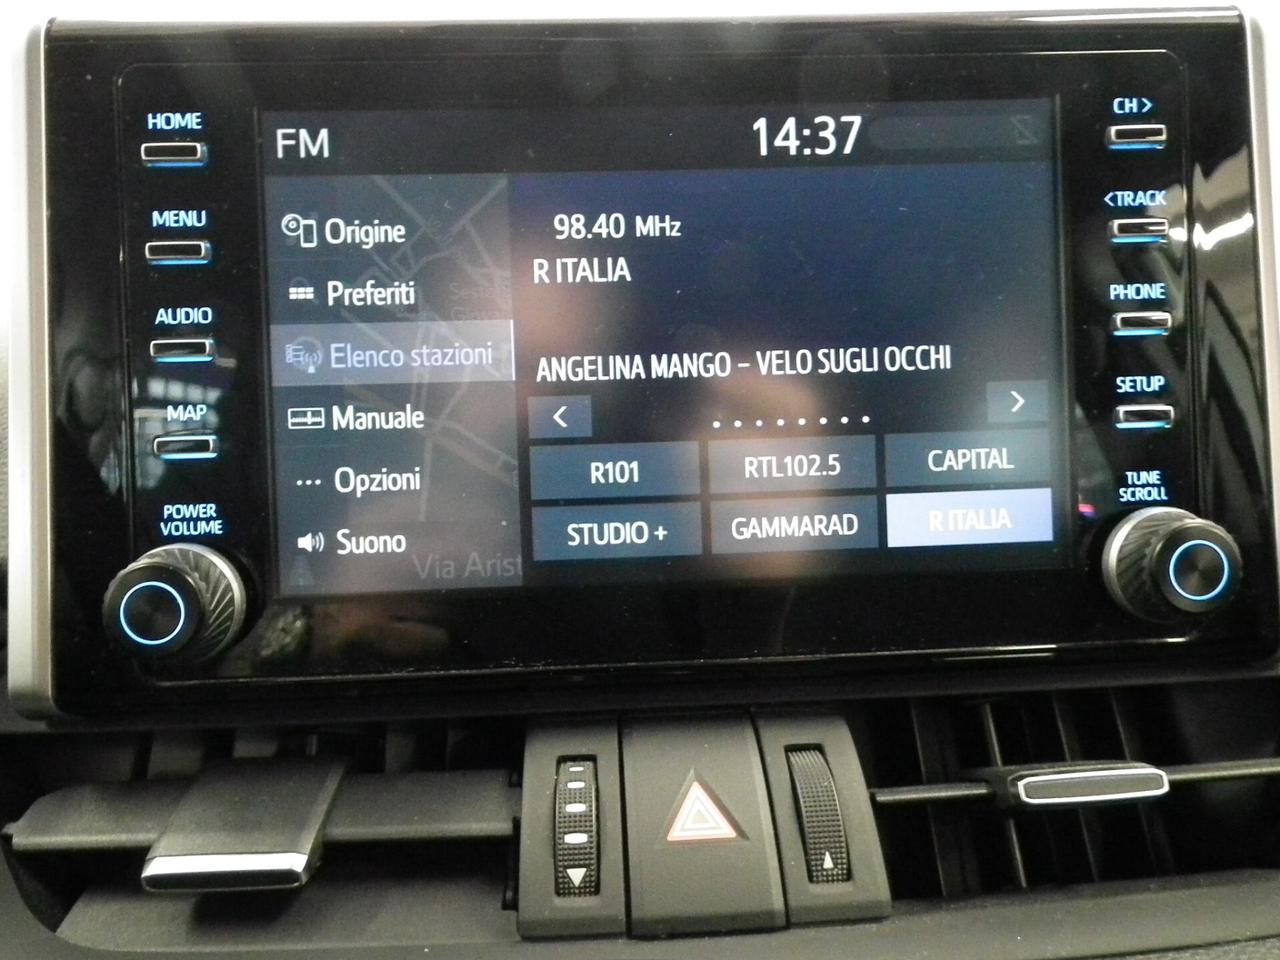 HOME
MENU
AUDIO
MAP
POWER
VOLUME
FM
14:37
Origine
Preferiti
Elenco stazioni
Manuale
Opzioni
Suono
Via Arist
98.40 MHz
R ITALIA
ANGELINA MANGO – VELO SUGLI OCCHI
<
>
R101
RTL102.5
CAPITAL
STUDIO +
GAMMARAD
R ITALIA
CH >
< TRACK
PHONE
SETUP
TUNE
SCROLL